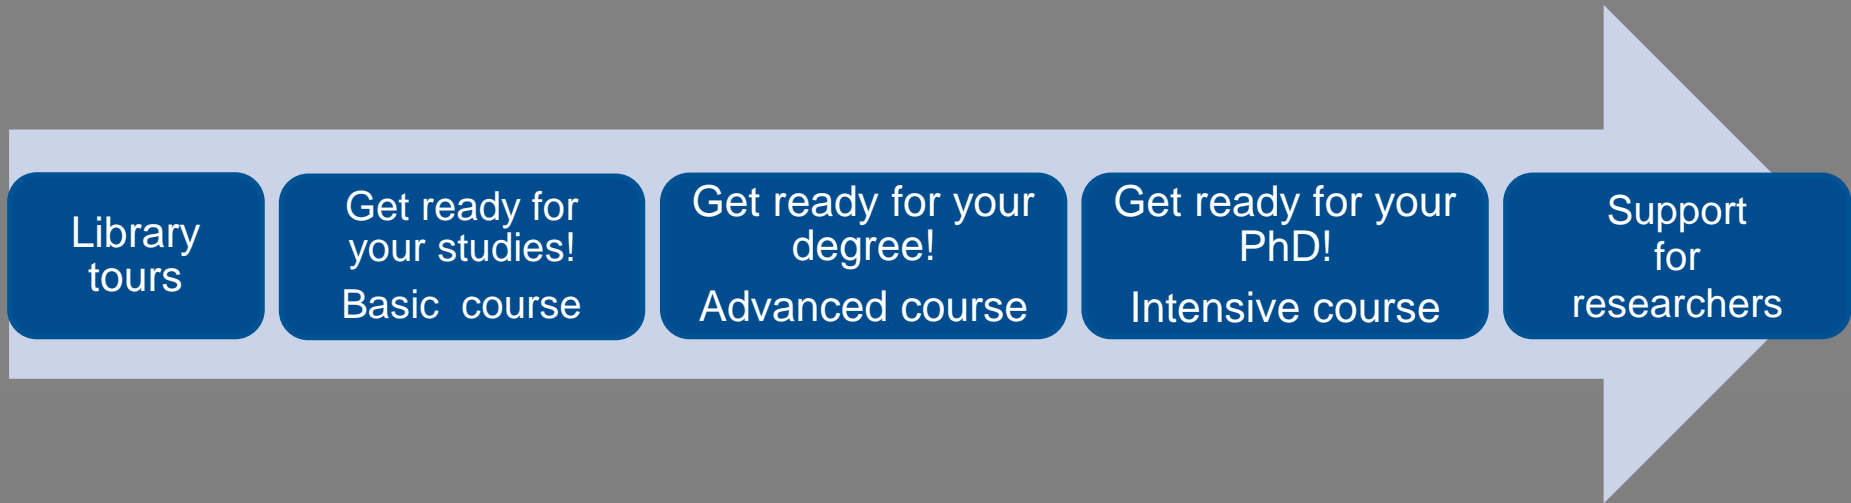 Library
tours
Get ready for
your studies!
Basic course
Get ready for your
degree!
Advanced course
Get ready for your
PhD!
Intensive course
Support
for
researchers